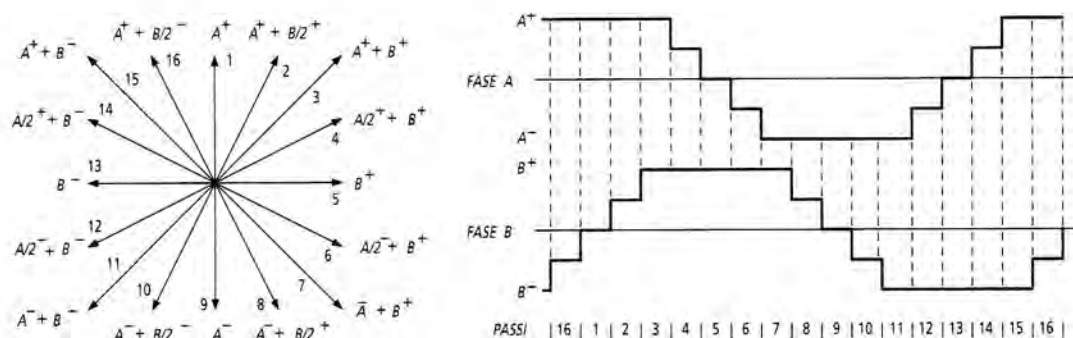 A⁺ + B/2⁻ A⁺ A⁺ + B/2⁺
A⁺ + B⁻ 16 1 2 A⁺ + B⁺
15 3
A/2⁺ + B⁻ 14 4 A/2⁺ + B⁺
B⁻ 13 5 B⁺
12 6
A/2⁻ + B⁻ A/2⁻ + B⁺
11 7
A⁻ + B⁻ 10 9 8 Ā + B⁺
A⁻ + B/2⁻ A⁻ A⁻ + B/2⁺
A⁺
FASE A
A⁻
B⁺
FASE B
B⁻
PASSI | 16 | 1 | 2 | 3 | 4 | 5 | 6 | 7 | 8 | 9 | 10 | 11 | 12 | 13 | 14 | 15 | 16 |